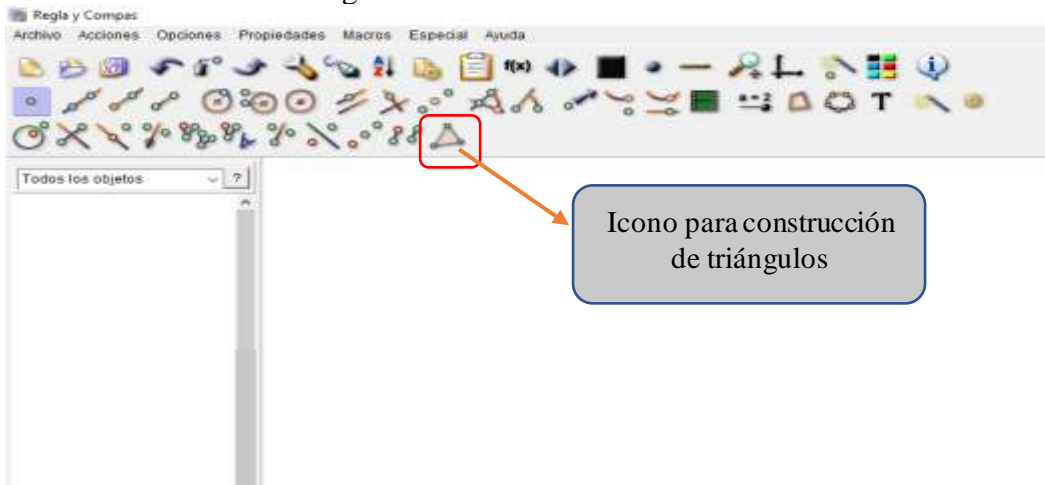 Regla y Compas
Archivo Acciones Opciones Propiedades Macros Especial Ayuda
f(x)
T
Todos los objetos ?
Icono para construcción
de triángulos